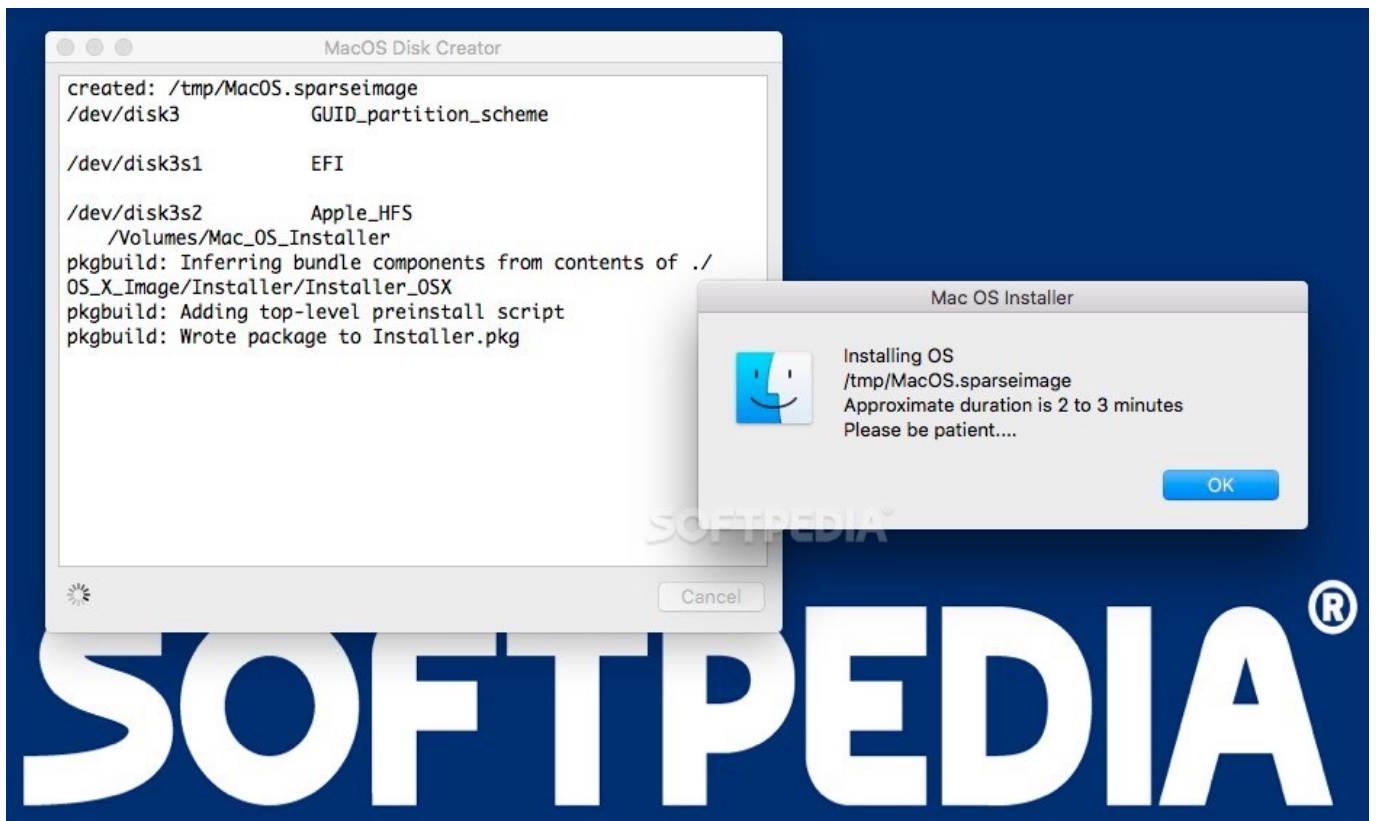 MacOS Disk Creator
created: /tmp/MacOS.sparseimage
/dev/disk3 GUID_partition_scheme
/dev/disk3s1 EFI
/dev/disk3s2 Apple_HFS
/Volumes/Mac_OS_Installer
pkgbuild: Inferring bundle components from contents of ./
OS_X_Image/Installer/Installer_OSX
pkgbuild: Adding top-level preinstall script
pkgbuild: Wrote package to Installer.pkg
Cancel
Mac OS Installer
Installing OS
/tmp/MacOS.sparseimage
Approximate duration is 2 to 3 minutes
Please be patient....
OK
SOFTPEDIA®
SOFTPEDIA®